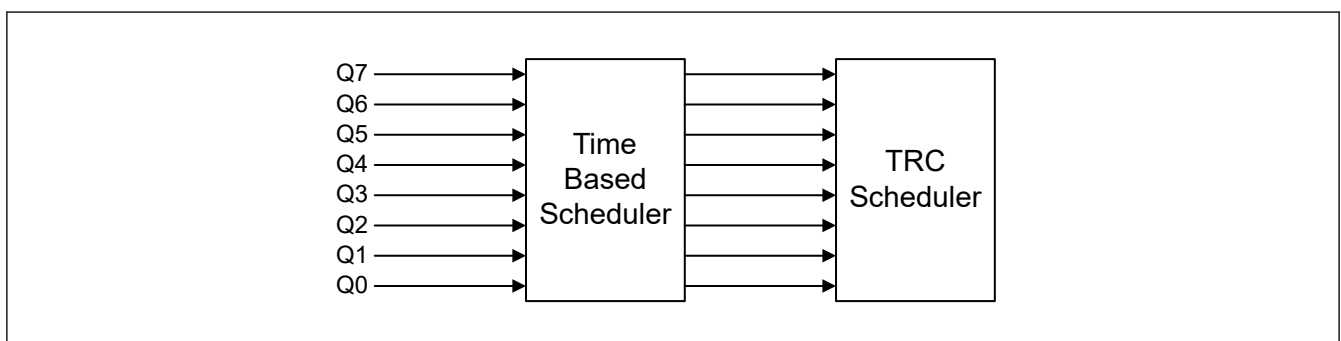 Q7
Q6
Q5
Q4
Q3
Q2
Q1
Q0
Time
Based
Scheduler
TRC
Scheduler